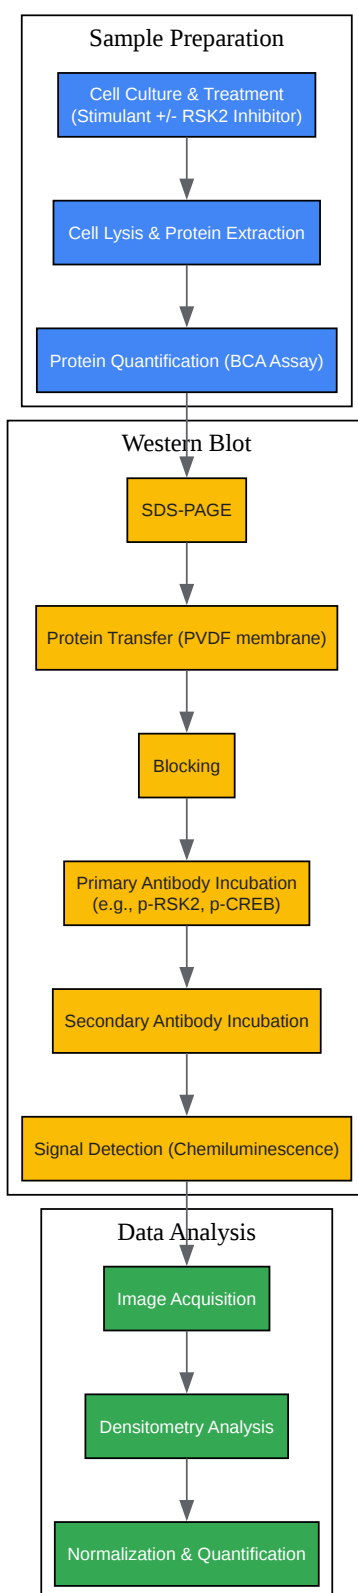 Sample Preparation
Cell Culture & Treatment
(Stimulant +/- RSK2 Inhibitor)
Cell Lysis & Protein Extraction
Protein Quantification (BCA Assay)
Western Blot
SDS-PAGE
Protein Transfer (PVDF membrane)
Blocking
Primary Antibody Incubation
(e.g., p-RSK2, p-CREB)
Secondary Antibody Incubation
Signal Detection (Chemiluminescence)
Data Analysis
Image Acquisition
Densitometry Analysis
Normalization & Quantification